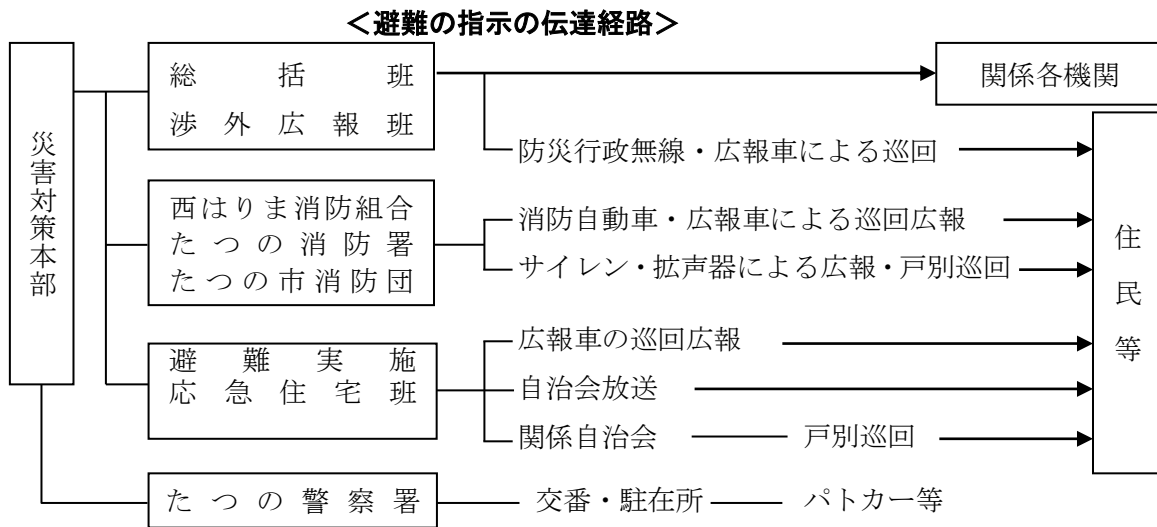 ＜避難の指示の伝達経路＞
災害対策本部
総括班
渉外広報班
関係各機関
防災行政無線・広報車による巡回
西はりま消防組合
たつの消防署
たつの市消防団
消防自動車・広報車による巡回広報
サイレン・拡声器による広報・戸別巡回
避難実施
応急住宅班
広報車の巡回広報
自治会放送
関係自治会
戸別巡回
住民等
たつの警察署
交番・駐在所
パトカー等